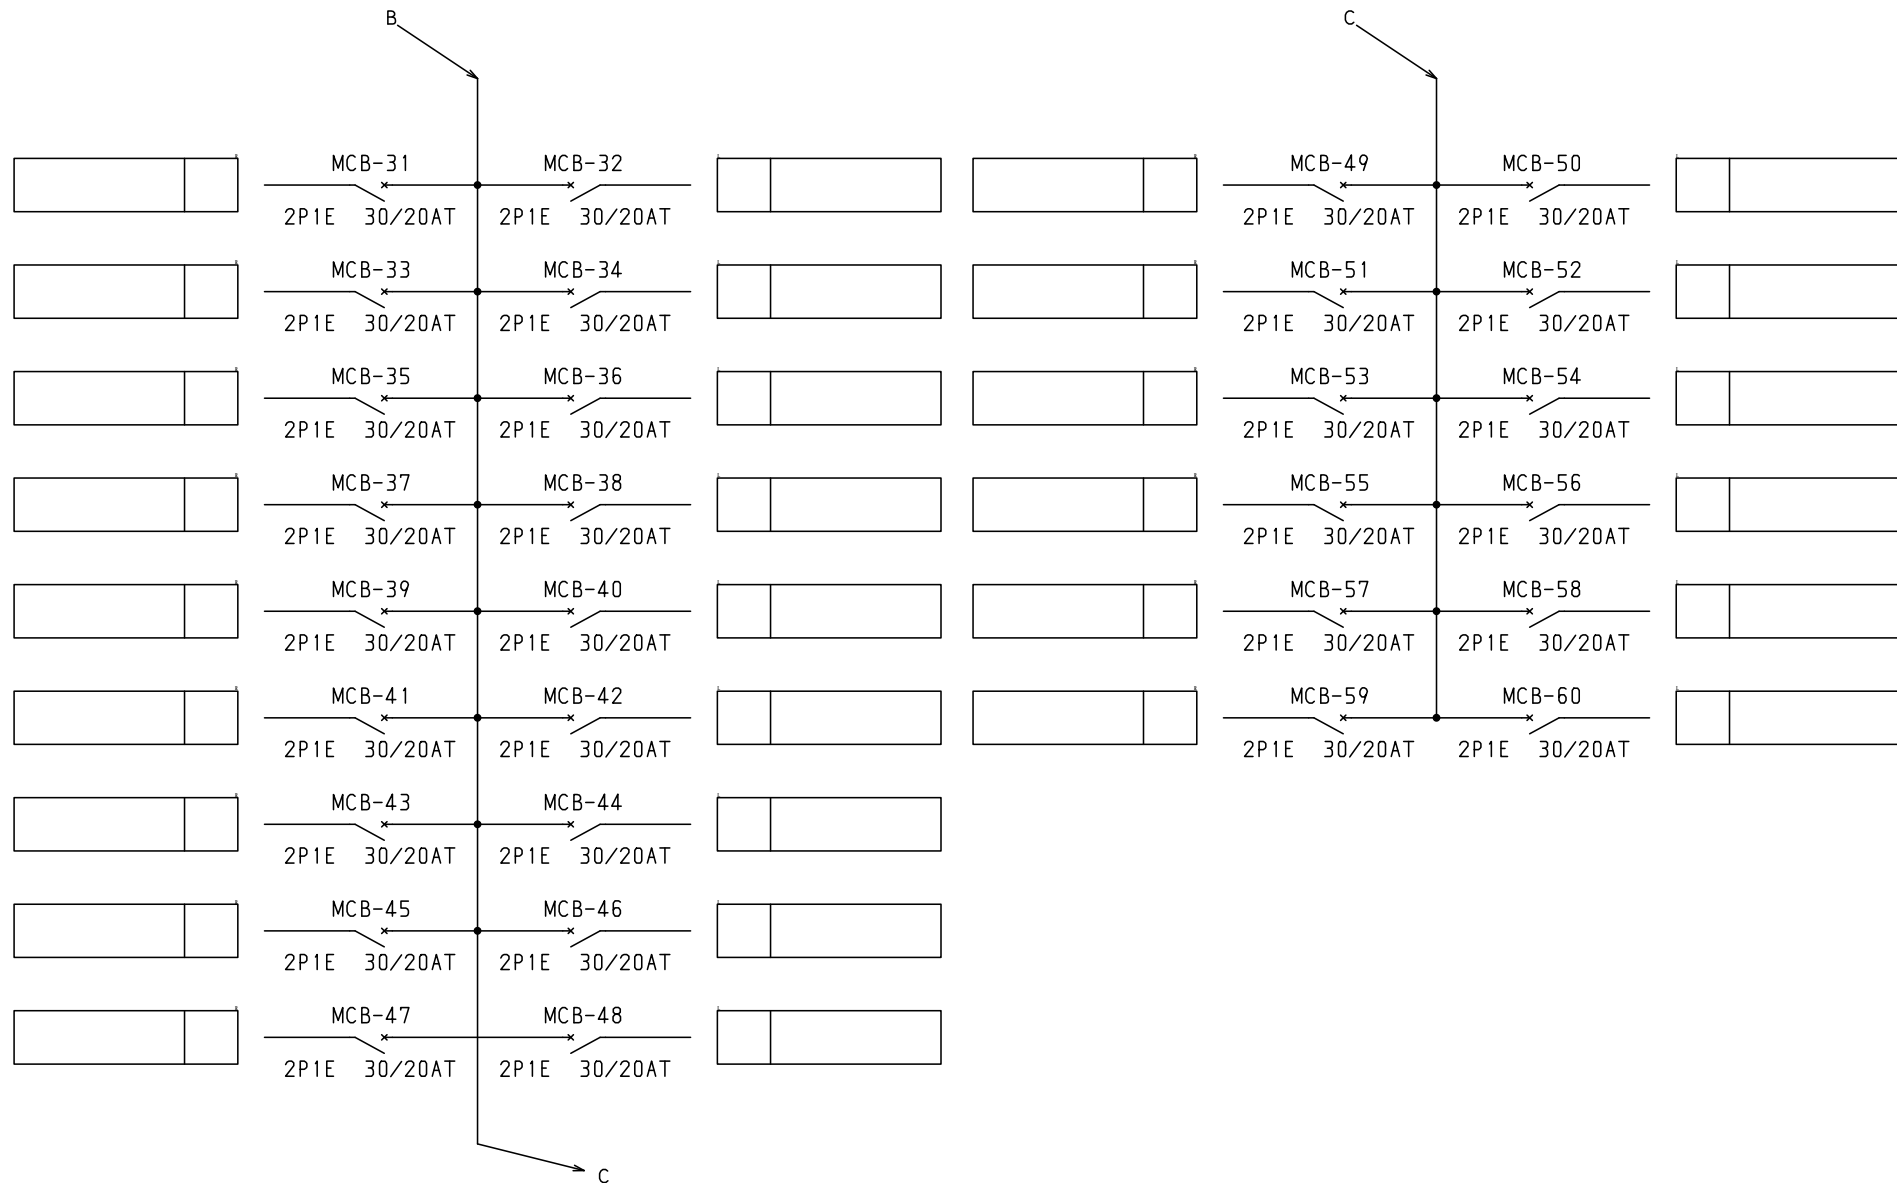 B
MCB-31 MCB-32
2P1E 30/20AT 2P1E 30/20AT
MCB-33 MCB-34
2P1E 30/20AT 2P1E 30/20AT
MCB-35 MCB-36
2P1E 30/20AT 2P1E 30/20AT
MCB-37 MCB-38
2P1E 30/20AT 2P1E 30/20AT
MCB-39 MCB-40
2P1E 30/20AT 2P1E 30/20AT
MCB-41 MCB-42
2P1E 30/20AT 2P1E 30/20AT
MCB-43 MCB-44
2P1E 30/20AT 2P1E 30/20AT
MCB-45 MCB-46
2P1E 30/20AT 2P1E 30/20AT
MCB-47 MCB-48
2P1E 30/20AT 2P1E 30/20AT
C
C
MCB-49 MCB-50
2P1E 30/20AT 2P1E 30/20AT
MCB-51 MCB-52
2P1E 30/20AT 2P1E 30/20AT
MCB-53 MCB-54
2P1E 30/20AT 2P1E 30/20AT
MCB-55 MCB-56
2P1E 30/20AT 2P1E 30/20AT
MCB-57 MCB-58
2P1E 30/20AT 2P1E 30/20AT
MCB-59 MCB-60
2P1E 30/20AT 2P1E 30/20AT